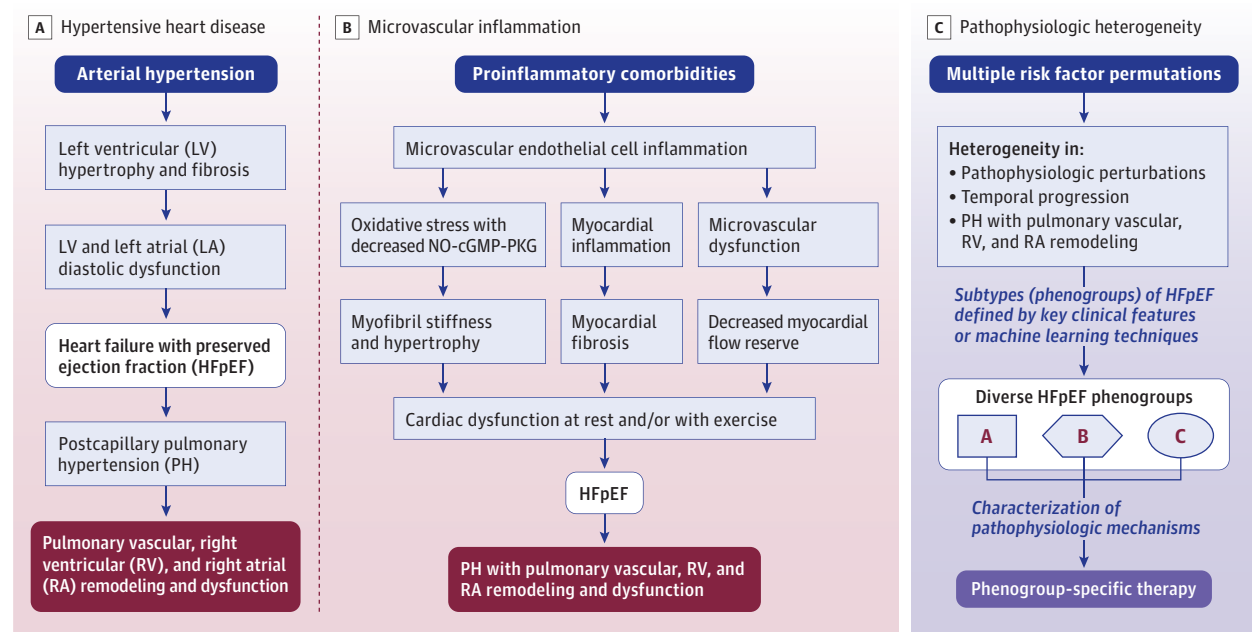 A Hypertensive heart disease
Arterial hypertension
Left ventricular (LV)
hypertrophy and fibrosis
LV and left atrial (LA)
diastolic dysfunction
Heart failure with preserved
ejection fraction (HFpEF)
Postcapillary pulmonary
hypertension (PH)
Pulmonary vascular, right
ventricular (RV), and right atrial
(RA) remodeling and dysfunction
B Microvascular inflammation
Proinflammatory comorbidities
Microvascular endothelial cell inflammation
Oxidative stress with
decreased NO-cGMP-PKG
Myocardial
inflammation
Microvascular
dysfunction
Myofibril stiffness
and hypertrophy
Myocardial
fibrosis
Decreased myocardial
flow reserve
Cardiac dysfunction at rest and/or with exercise
HFpEF
PH with pulmonary vascular, RV, and
RA remodeling and dysfunction
C Pathophysiologic heterogeneity
Multiple risk factor permutations
Heterogeneity in:
• Pathophysiologic perturbations
• Temporal progression
• PH with pulmonary vascular,
RV, and RA remodeling
Subtypes (phenogroups) of HFpEF
defined by key clinical features
or machine learning techniques
Diverse HFpEF phenogroups
A B C
Characterization of
pathophysiologic mechanisms
Phenogroup-specific therapy